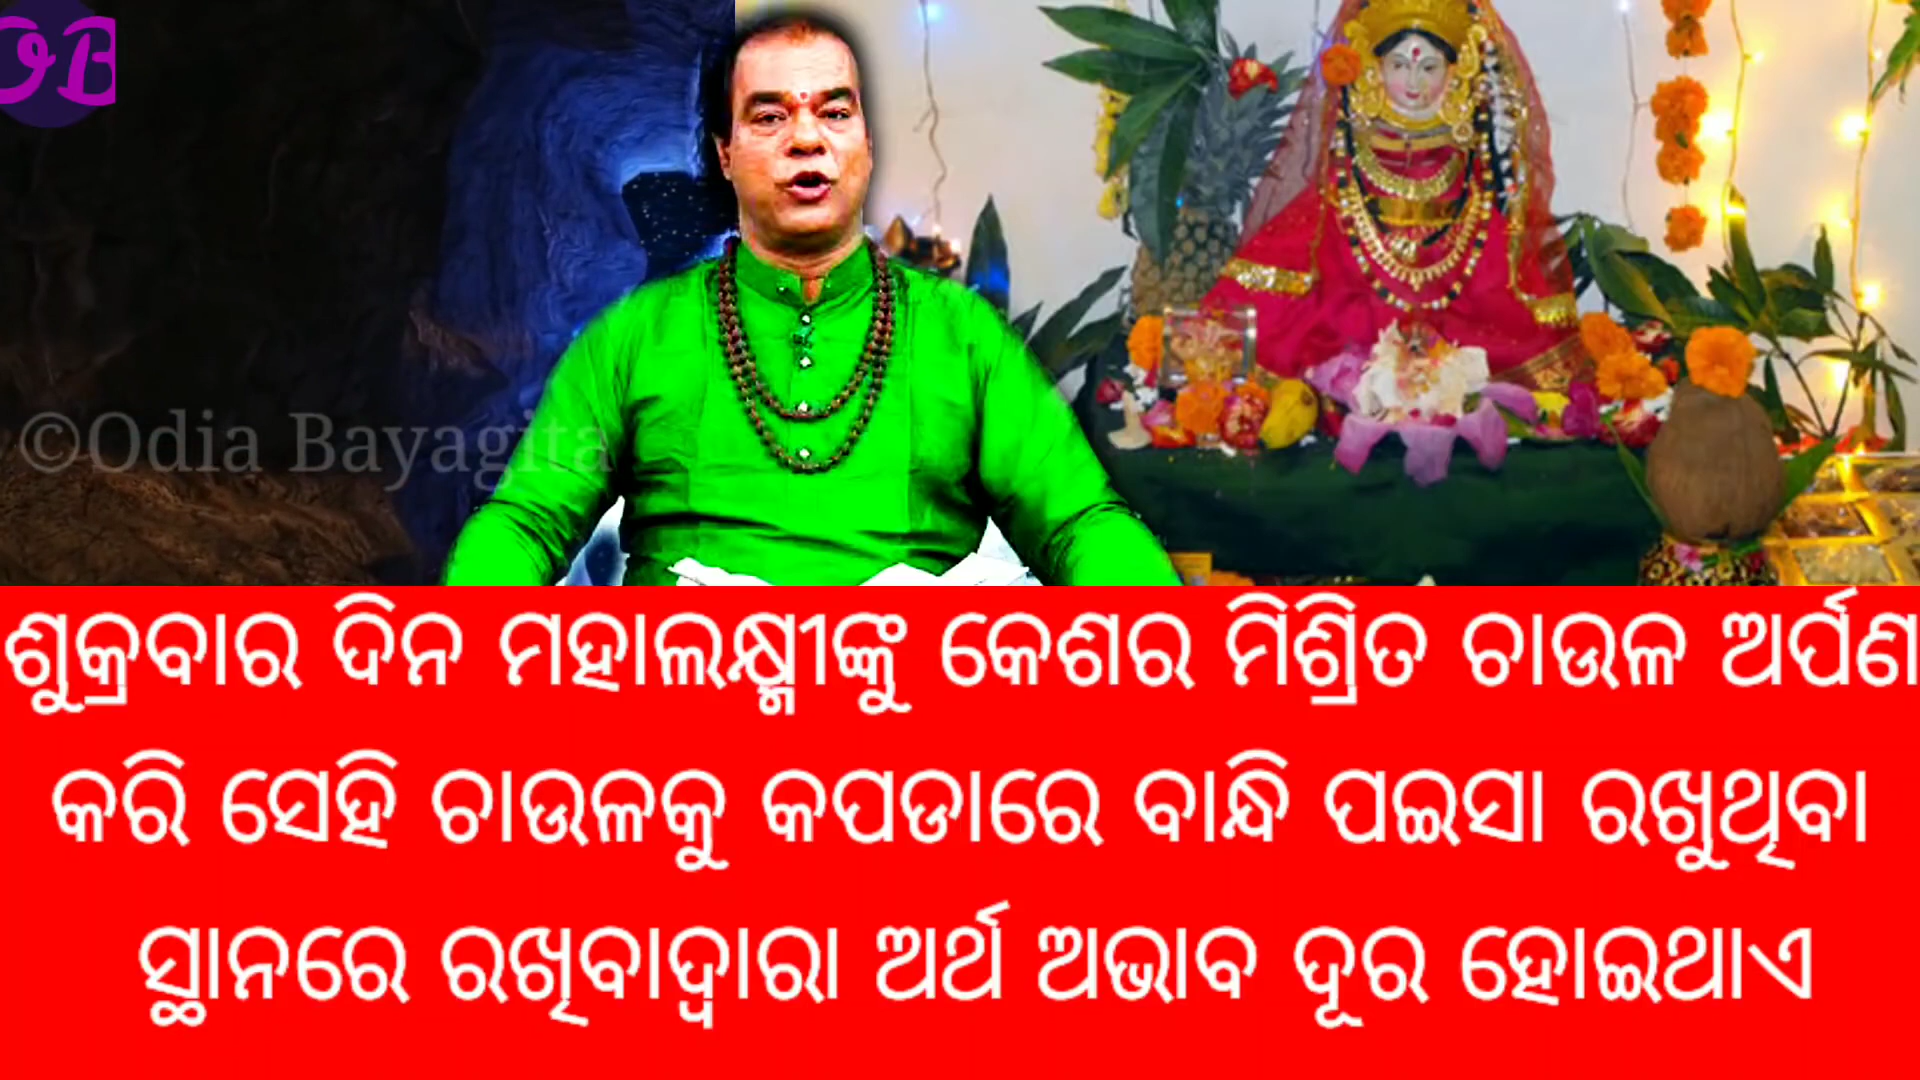 OB
©Odia Bayagita
ଶୁକ୍ରବାର ଦିନ ମହାଲକ୍ଷ୍ମୀଙ୍କୁ କେଶର ମିଶ୍ରିତ ଚାଉଳ ଅର୍ପଣ
କରି ସେହି ଚାଉଳକୁ କପଡାରେ ବାନ୍ଧି ପଇସା ରଖୁଥିବା
ସ୍ଥାନରେ ରଖିବାଦ୍ୱାରା ଅର୍ଥ ଅଭାବ ଦୂର ହୋଇଥାଏ